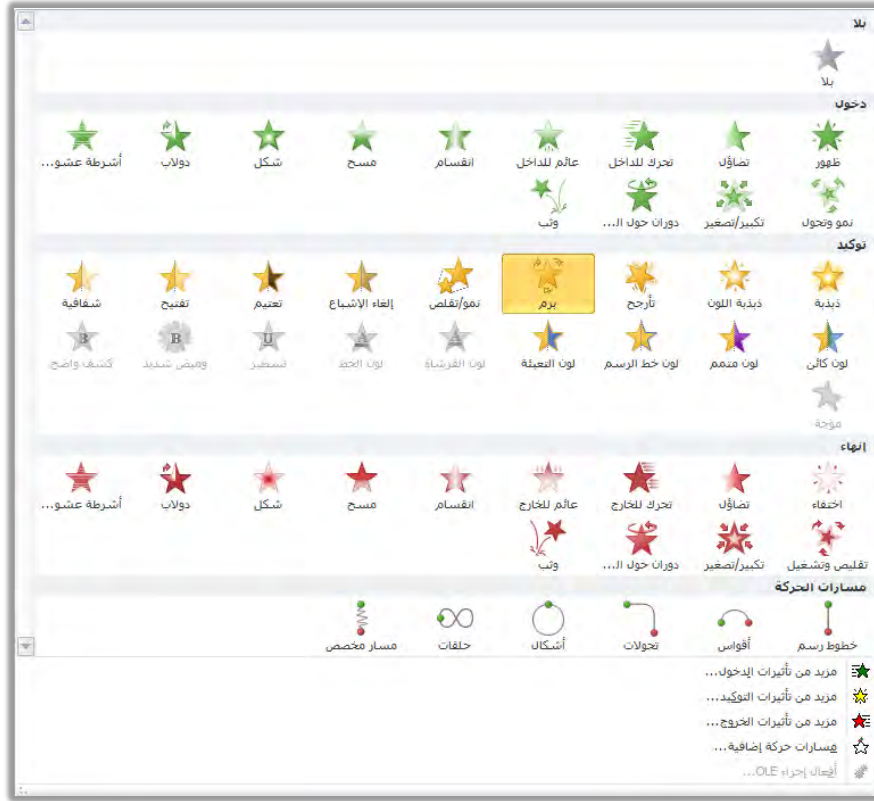 بلا
بلا
دخول
ظهور تضاؤل تحرك للداخل عائم للداخل انقسام مسح شكل دولاب أشرطة عشو...
نمو وتحول تكبير/تصغير دوران حول ال... وثب
توكيد
ذبذبة ذبذبة اللون تأرجح برم نمو/تقلص إلغاء الإشباع تعتيم تفتيح شفافية
لون كائن لون متمم لون خط الرسم لون التعبئة لون الفرشاة لون الخط تسطير وميض شديد كشف واضح
موجة
إنهاء
اختفاء تضاؤل تحرك للخارج عائم للخارج انقسام مسح شكل دولاب أشرطة عشو...
تقليص وتشغيل تكبير/تصغير دوران حول ال... وثب
مسارات الحركة
خطوط رسم أقواس تحولات أشكال حلقات مسار مخصص
مزيد من تأثيرات الدخول...
مزيد من تأثيرات التوكيد...
مزيد من تأثيرات الخروج...
مسارات حركة إضافية...
أفعال إجراء OLE...